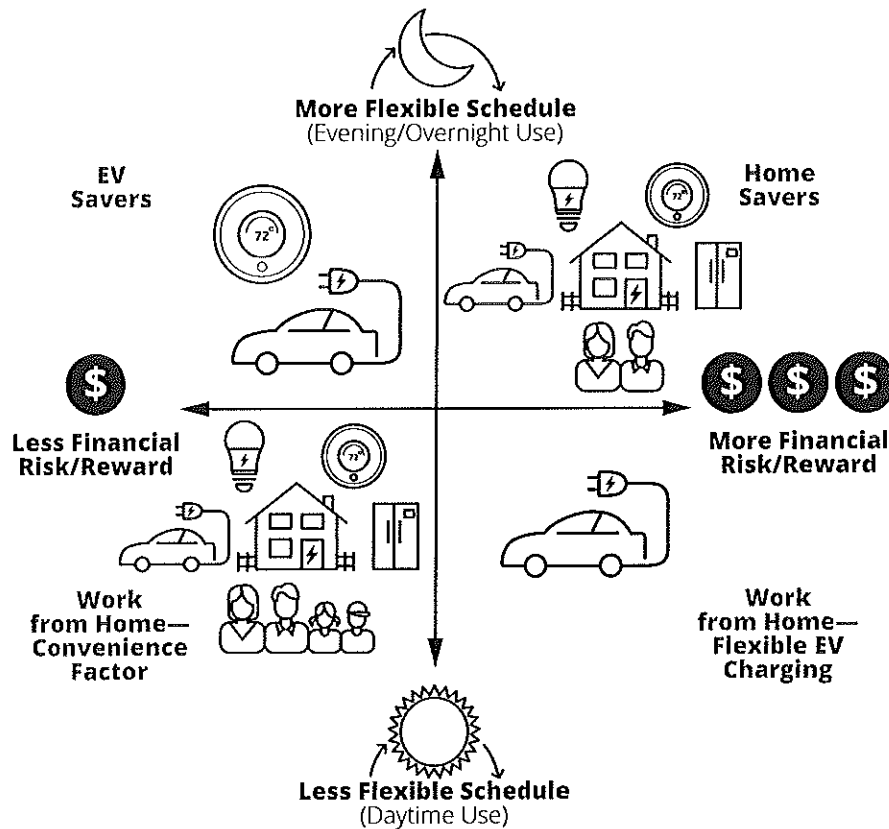 More Flexible Schedule
(Evening/Overnight Use)
EV
Savers
Home
Savers
72°
72°
$
$ $ $
Less Financial
Risk/Reward
More Financial
Risk/Reward
72°
Work
from Home—
Convenience
Factor
Work
from Home—
Flexible EV
Charging
Less Flexible Schedule
(Daytime Use)